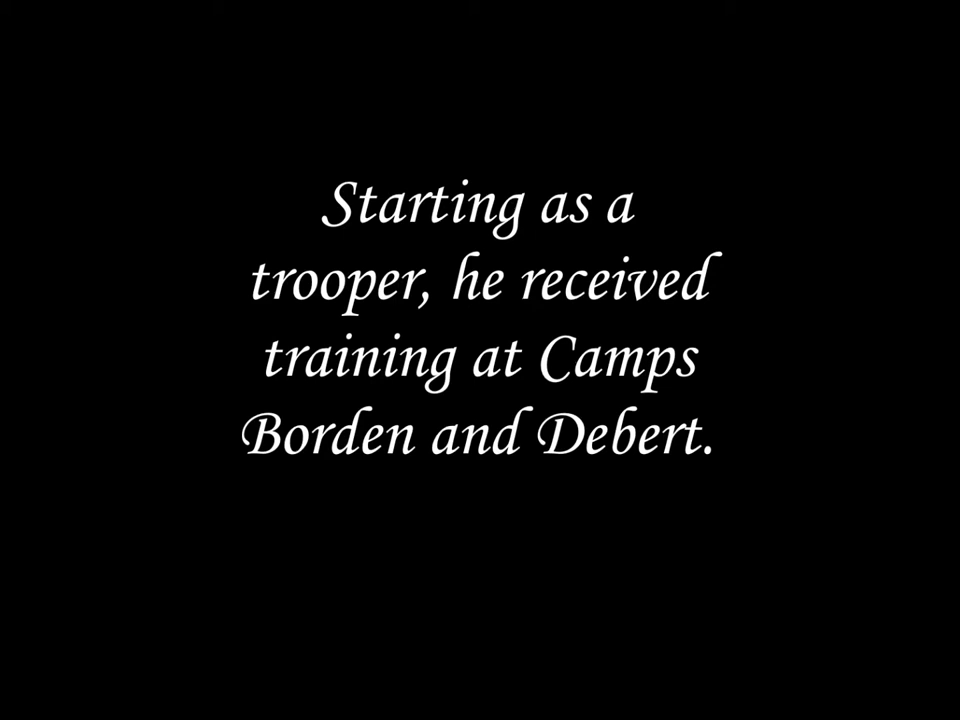 Starting as a
trooper, he received
training at Camps
Borden and Debert.